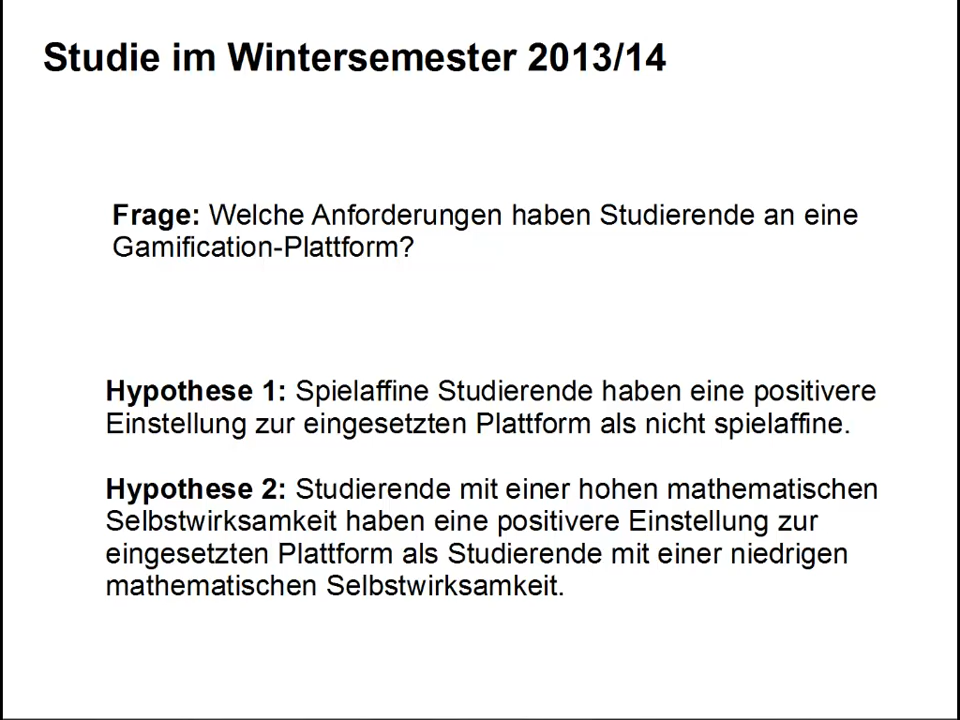 Studie im Wintersemester 2013/14
Frage: Welche Anforderungen haben Studierende an eine
Gamification-Plattform?
Hypothese 1: Spielaffine Studierende haben eine positivere
Einstellung zur eingesetzten Plattform als nicht spielaffine.
Hypothese 2: Studierende mit einer hohen mathematischen
Selbstwirksamkeit haben eine positivere Einstellung zur
eingesetzten Plattform als Studierende mit einer niedrigen
mathematischen Selbstwirksamkeit.